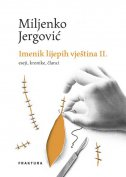 Miljenko
Jergović
Imenik lijepih vještina II.
eseji, kronike, članci
FRAKTURA